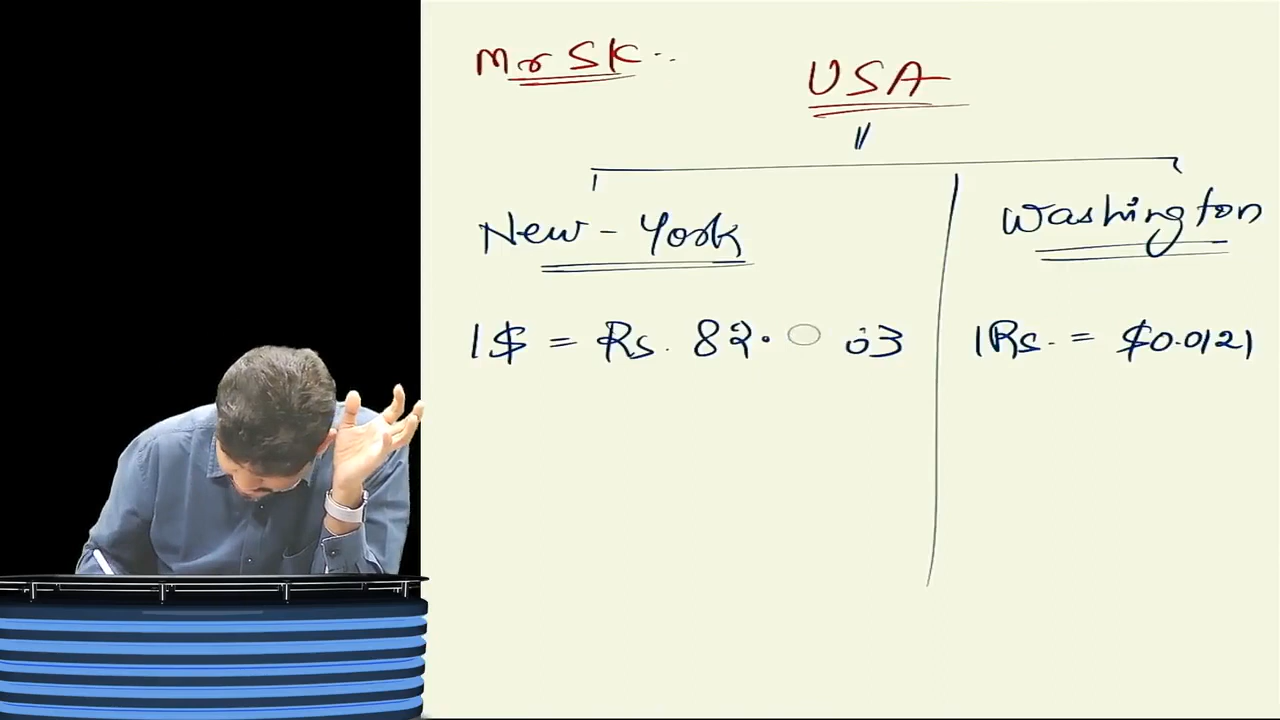 Mr SK..
USA
New - York
Washington
1$ = Rs. 82. 03
1Rs. = $0.0121